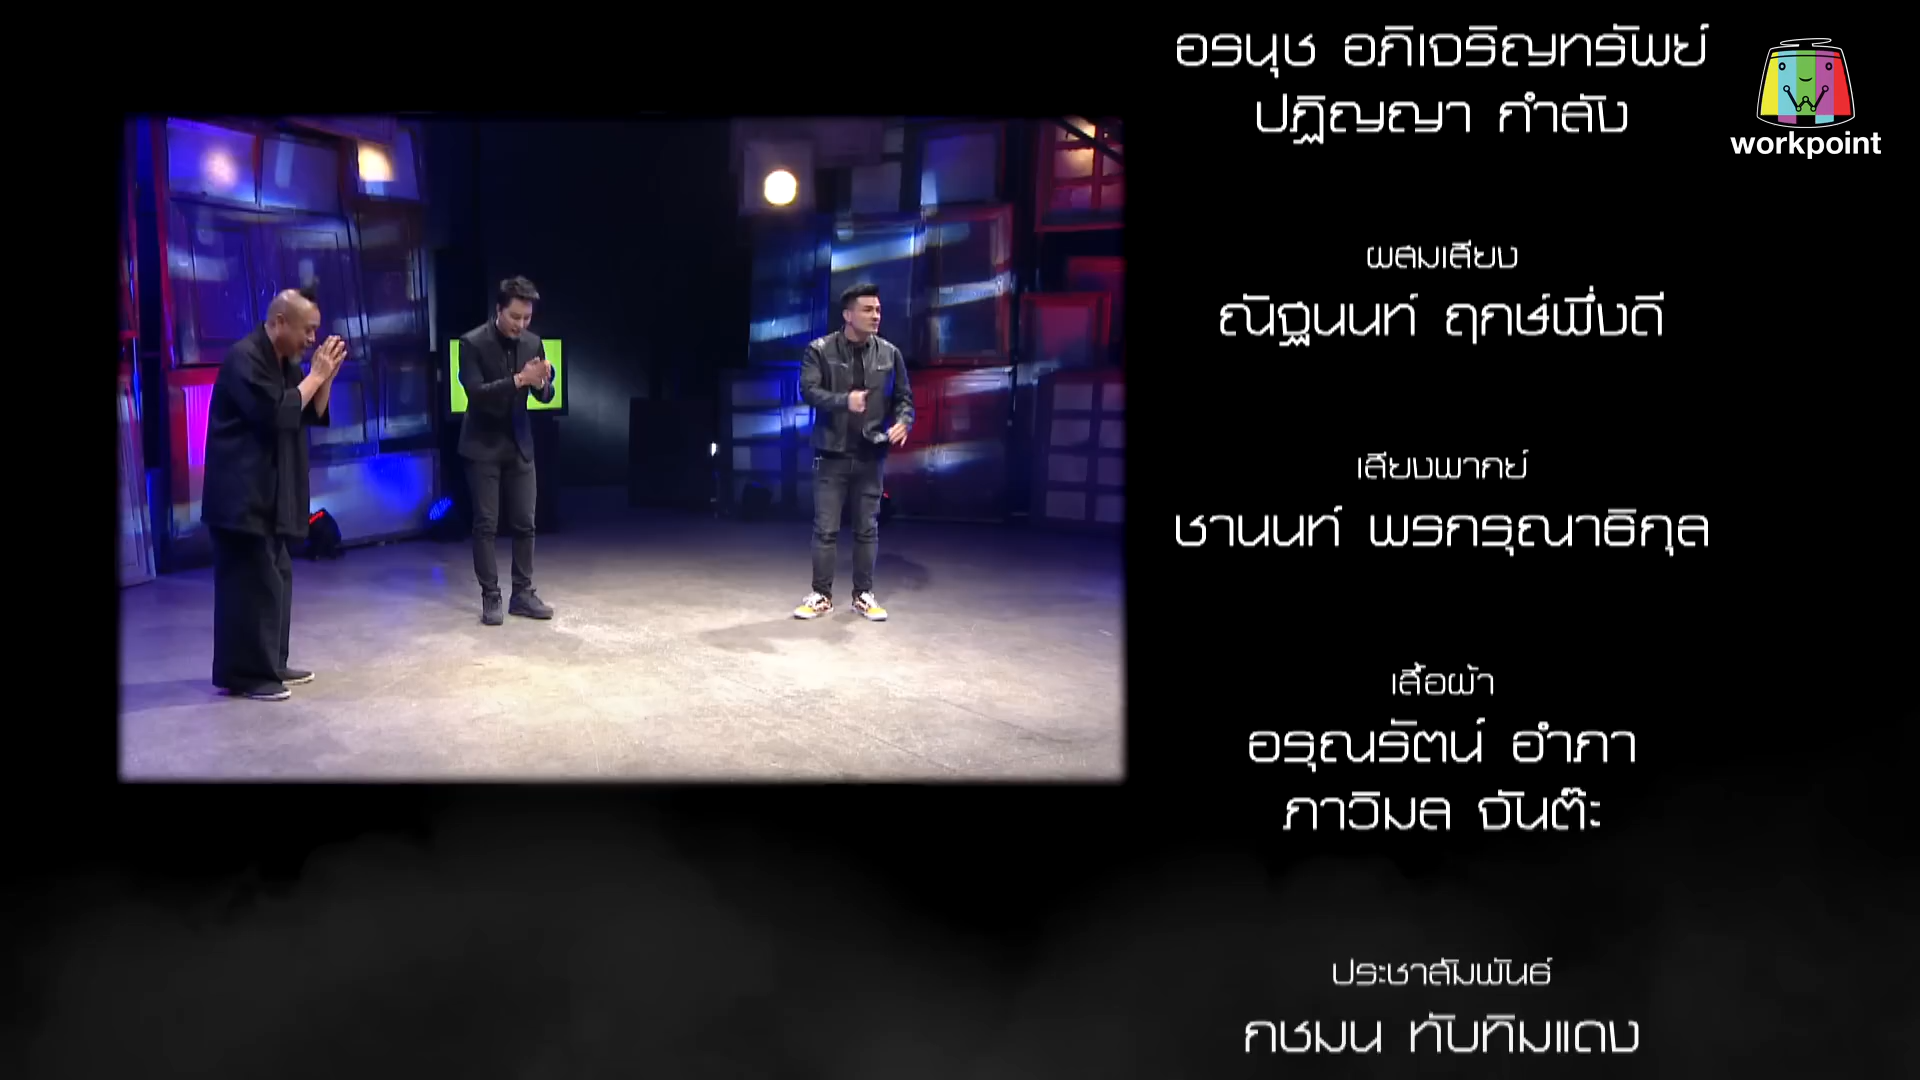 อรนุช อภิเจริญทรัพย์
ปฏิญญา กำลัง
workpoint
ผสมเสียง
ณัฐนนท์ ฤกษ์พึ่งดี
เสียงพากย์
ชานนท์ พรกรุณาธิกุล
เสื้อผ้า
อรุณรัตน์ อำภา
ภาวิมล จันต๊ะ
ประชาสัมพันธ์
กชมน ทับทิมแดง